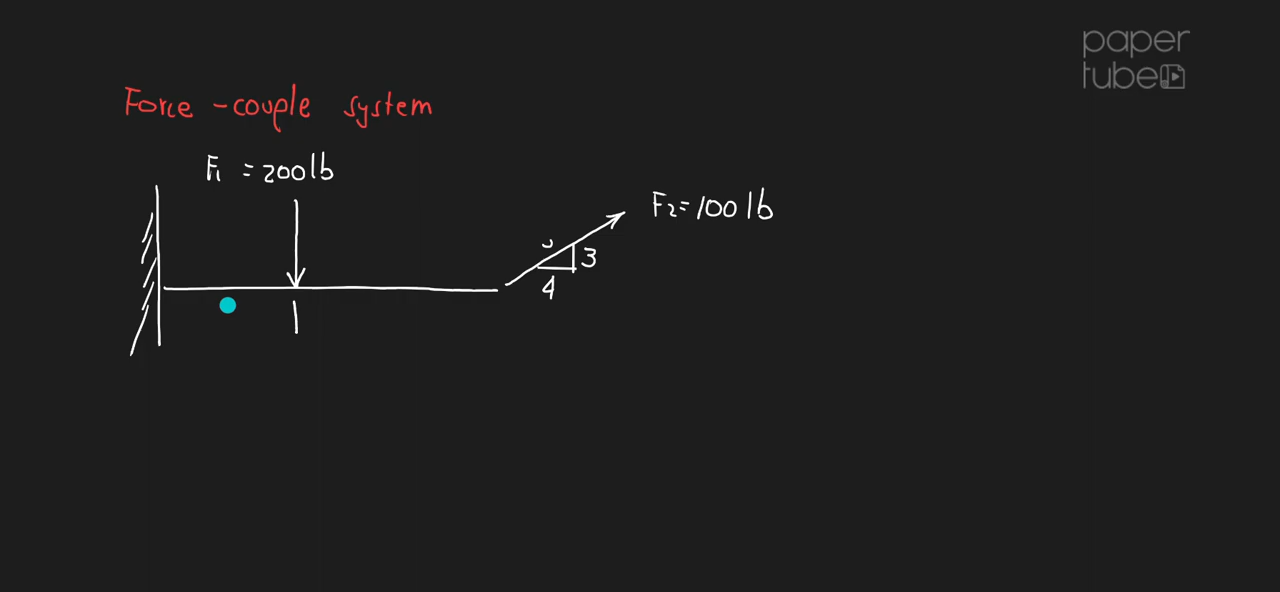 paper
tube
Force - couple system
F1 = 200 lb
F2 = 100 lb
3
4